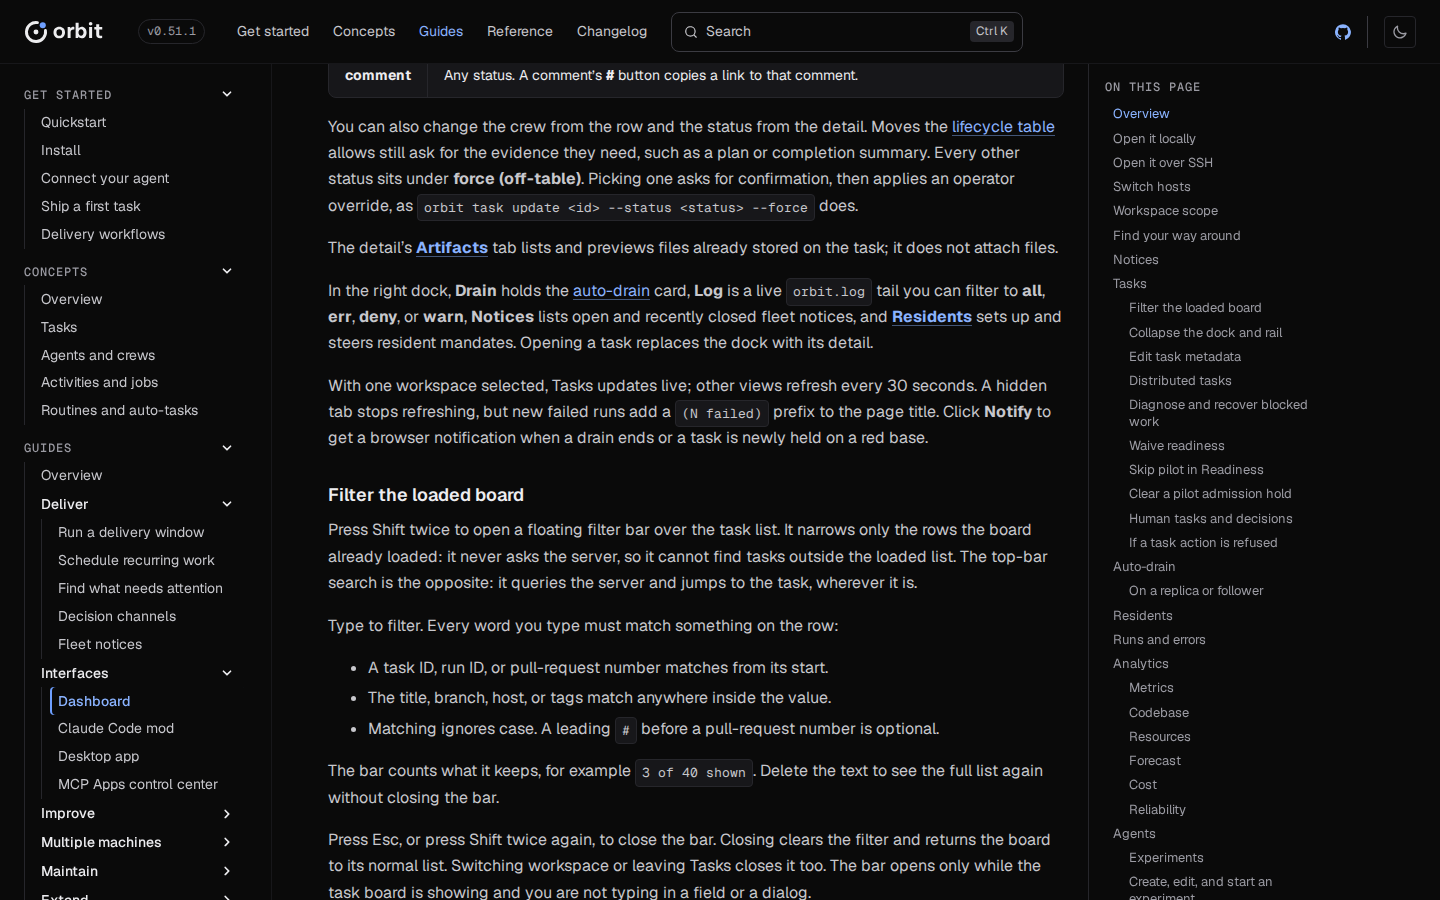 orbit
v0.51.1
Get started
Concepts
Guides
Reference
Changelog
Search
Ctrl K
GET STARTED
Quickstart
Install
Connect your agent
Ship a first task
Delivery workflows
CONCEPTS
Overview
Tasks
Agents and crews
Activities and jobs
Routines and auto-tasks
GUIDES
Overview
Deliver
Run a delivery window
Schedule recurring work
Find what needs attention
Decision channels
Fleet notices
Interfaces
Dashboard
Claude Code mod
Desktop app
MCP Apps control center
Improve
Multiple machines
Maintain
Extend
comment Any status. A comment's # button copies a link to that comment.
You can also change the crew from the row and the status from the detail. Moves the lifecycle table
allows still ask for the evidence they need, such as a plan or completion summary. Every other
status sits under force (off-table). Picking one asks for confirmation, then applies an operator
override, as orbit task update <id> --status <status> --force does.
The detail's Artifacts tab lists and previews files already stored on the task; it does not attach files.
In the right dock, Drain holds the auto-drain card, Log is a live orbit.log tail you can filter to all,
err, deny, or warn, Notices lists open and recently closed fleet notices, and Residents sets up and
steers resident mandates. Opening a task replaces the dock with its detail.
With one workspace selected, Tasks updates live; other views refresh every 30 seconds. A hidden
tab stops refreshing, but new failed runs add a (N failed) prefix to the page title. Click Notify to
get a browser notification when a drain ends or a task is newly held on a red base.
Filter the loaded board
Press Shift twice to open a floating filter bar over the task list. It narrows only the rows the board
already loaded: it never asks the server, so it cannot find tasks outside the loaded list. The top-bar
search is the opposite: it queries the server and jumps to the task, wherever it is.
Type to filter. Every word you type must match something on the row:
• A task ID, run ID, or pull-request number matches from its start.
• The title, branch, host, or tags match anywhere inside the value.
• Matching ignores case. A leading # before a pull-request number is optional.
The bar counts what it keeps, for example 3 of 40 shown. Delete the text to see the full list again
without closing the bar.
Press Esc, or press Shift twice again, to close the bar. Closing clears the filter and returns the board
to its normal list. Switching workspace or leaving Tasks closes it too. The bar opens only while the
task board is showing and you are not typing in a field or a dialog.
ON THIS PAGE
Overview
Open it locally
Open it over SSH
Switch hosts
Workspace scope
Find your way around
Notices
Tasks
Filter the loaded board
Collapse the dock and rail
Edit task metadata
Distributed tasks
Diagnose and recover blocked
work
Waive readiness
Skip pilot in Readiness
Clear a pilot admission hold
Human tasks and decisions
If a task action is refused
Auto-drain
On a replica or follower
Residents
Runs and errors
Analytics
Metrics
Codebase
Resources
Forecast
Cost
Reliability
Agents
Experiments
Create, edit, and start an
experiment